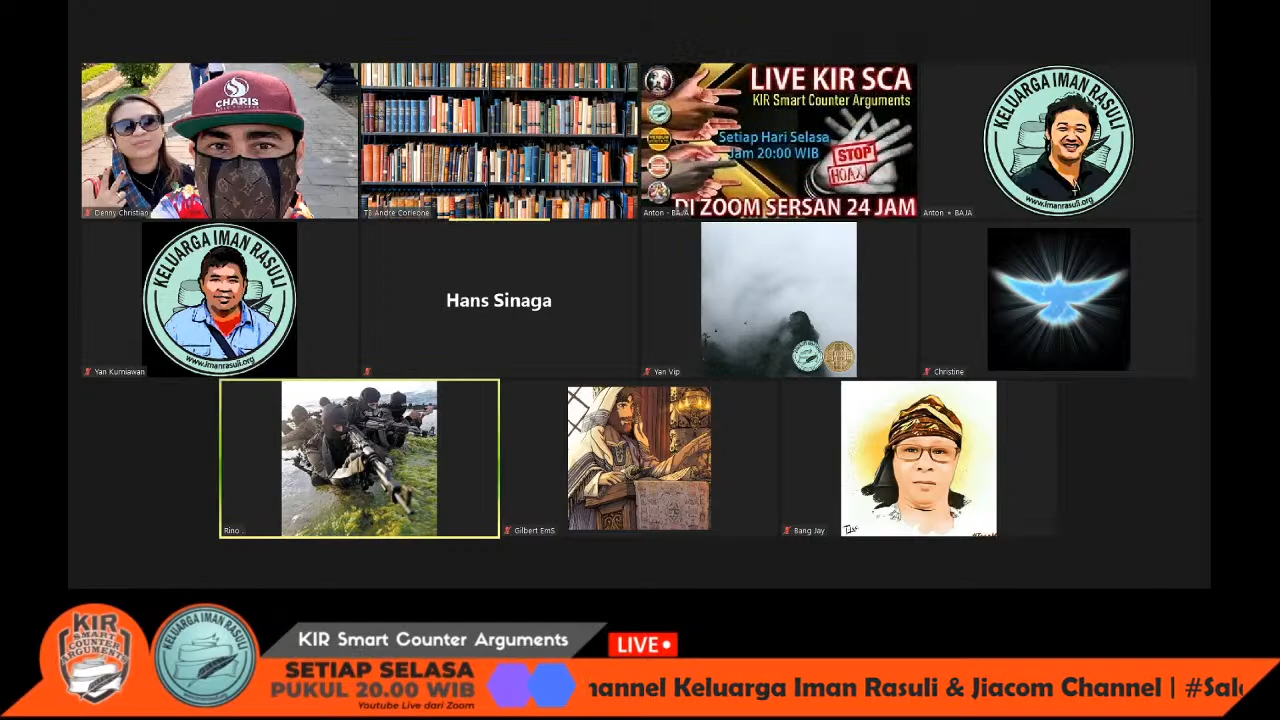 CHARIS
Denny Christian
TB Andre Corleone
LIVE KIR SCA
KIR Smart Counter Arguments
Setiap Hari Selasa
Jam 20:00 WIB
STOP
HOAX
DI ZOOM SERSAN 24 JAM
Anton - BAJA
KELUARGA IMAN RASULI
www.imanrasuli.org
Anton + BAJA
KELUARGA IMAN RASULI
www.imanrasuli.org
Yan Kurniawan
Hans Sinaga
Yan Vip
Christine
Rino .
Gilbert EmS
Bang Jay
KIR
SMART
COUNTER
ARGUMENTS
KELUARGA IMAN RASULI
KIR Smart Counter Arguments
LIVE
SETIAP SELASA
PUKUL 20.00 WIB
Youtube Live dari Zoom
hannel Keluarga Iman Rasuli & Jiacom Channel | #Sal